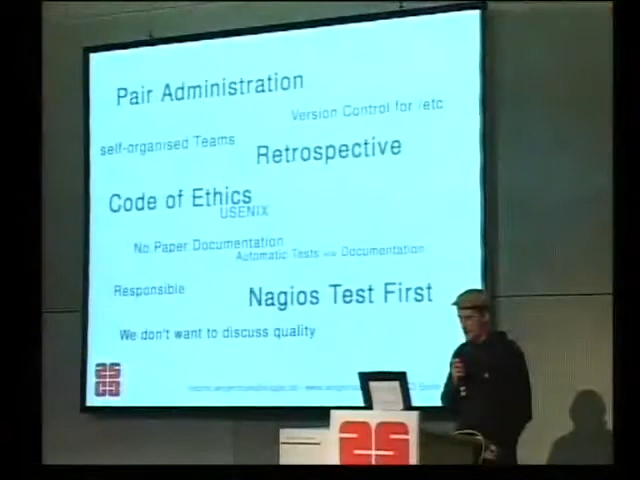 Pair Administration
Version Control for /etc
self-organised Teams
Retrospective
Code of Ethics
USENIX
No Paper Documentation
Automatic Tests Documentation
Responsible
Nagios Test First
We don't want to discuss quality